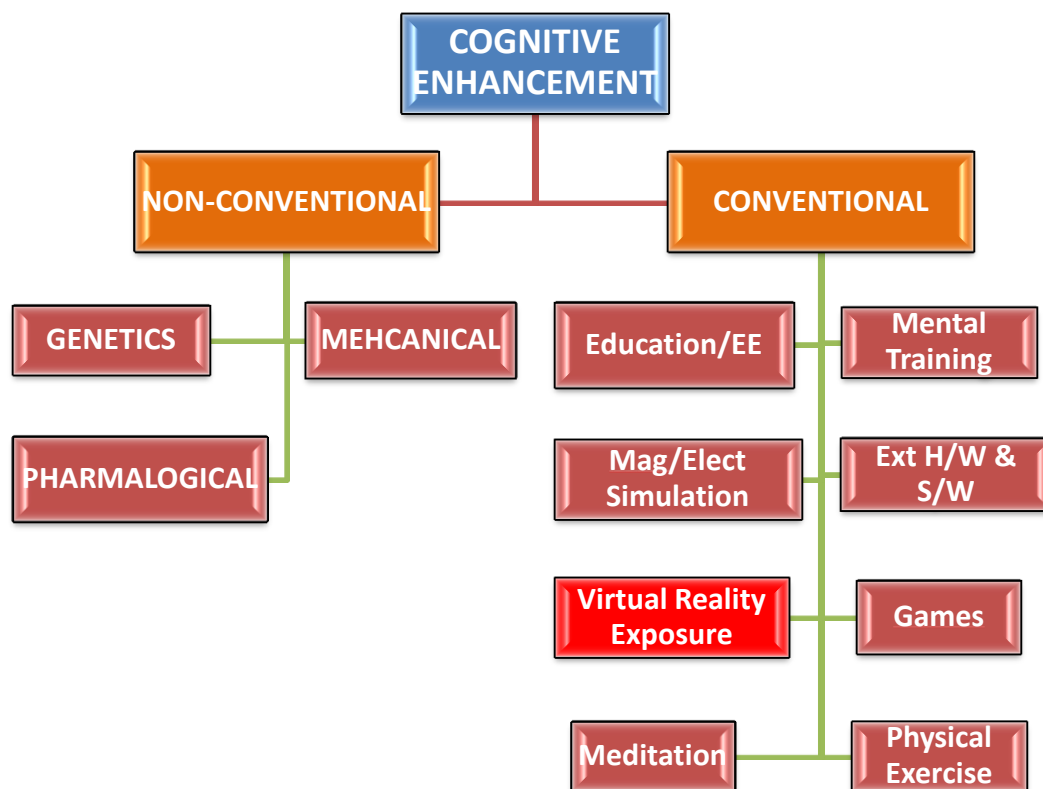 COGNITIVE
ENHANCEMENT
NON-CONVENTIONAL
CONVENTIONAL
GENETICS
MEHCANICAL
PHARMALOGICAL
Education/EE
Mental
Training
Mag/Elect
Simulation
Ext H/W &
S/W
Virtual Reality
Exposure
Games
Meditation
Physical
Exercise